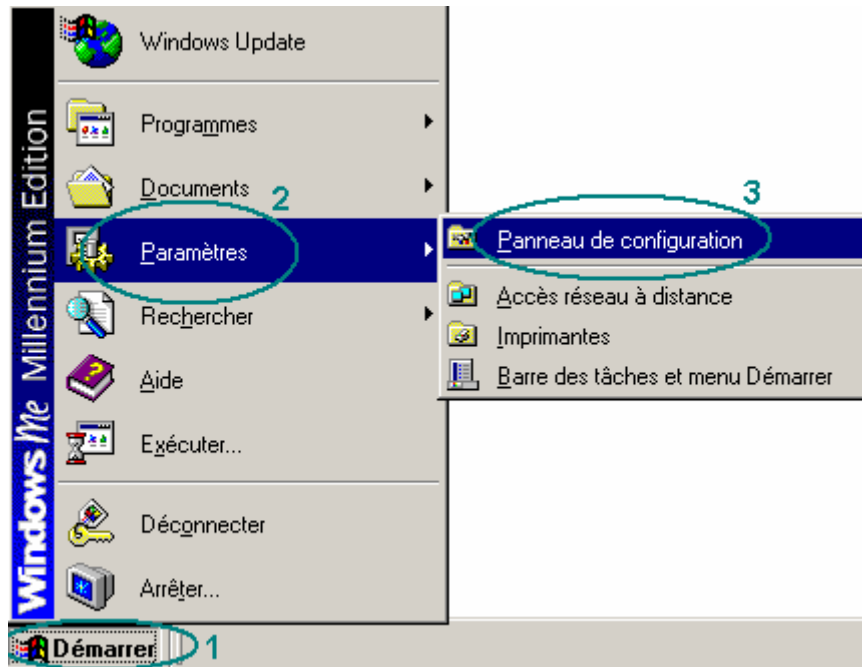 Windows Update
Programmes
Documents
2
3
Paramètres
Panneau de configuration
Accès réseau à distance
Rechercher
Imprimantes
Aide
Barre des tâches et menu Démarrer
Exécuter...
Déconnecter
Arrêter...
Windows Me Millennium Edition
Démarrer 1